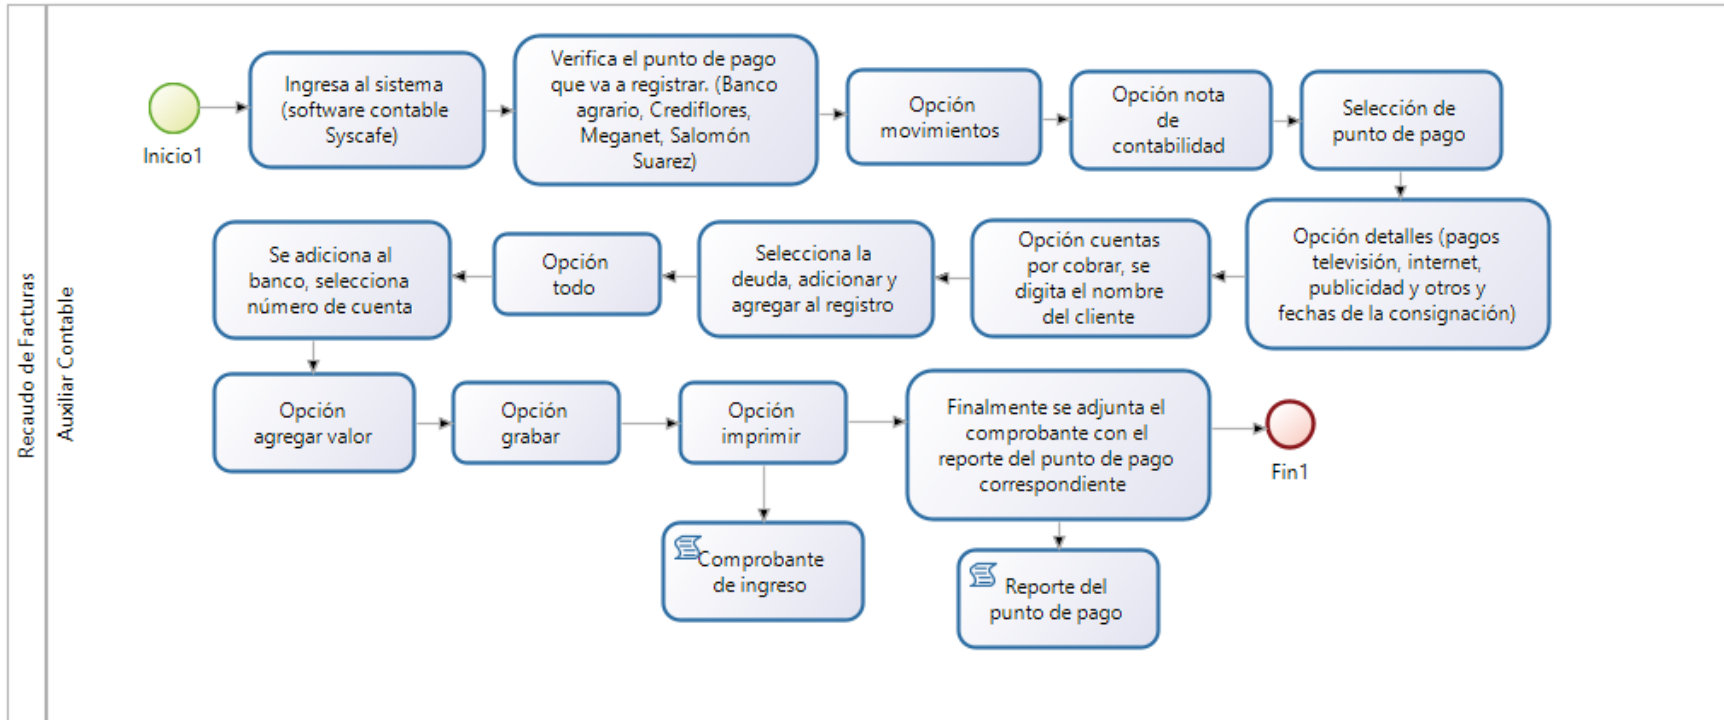 Recaudo de Facturas
Auxiliar Contable
Inicio1
Ingresa al sistema
(software contable
Syscafe)
Verifica el punto de pago
que va a registrar. (Banco
agrario, Crediflores,
Meganet, Salomón
Suarez)
Opción
movimientos
Opción nota
de
contabilidad
Selección de
punto de pago
Opción detalles (pagos
televisión, internet,
publicidad y otros y
fechas de la consignación)
Opción cuentas
por cobrar, se
digita el nombre
del cliente
Selecciona la
deuda, adicionar y
agregar al registro
Opción
todo
Se adiciona al
banco, selecciona
número de cuenta
Opción
agregar valor
Opción
grabar
Opción
imprimir
Finalmente se adjunta el
comprobante con el
reporte del punto de pago
correspondiente
Fin1
Comprobante
de ingreso
Reporte del
punto de pago